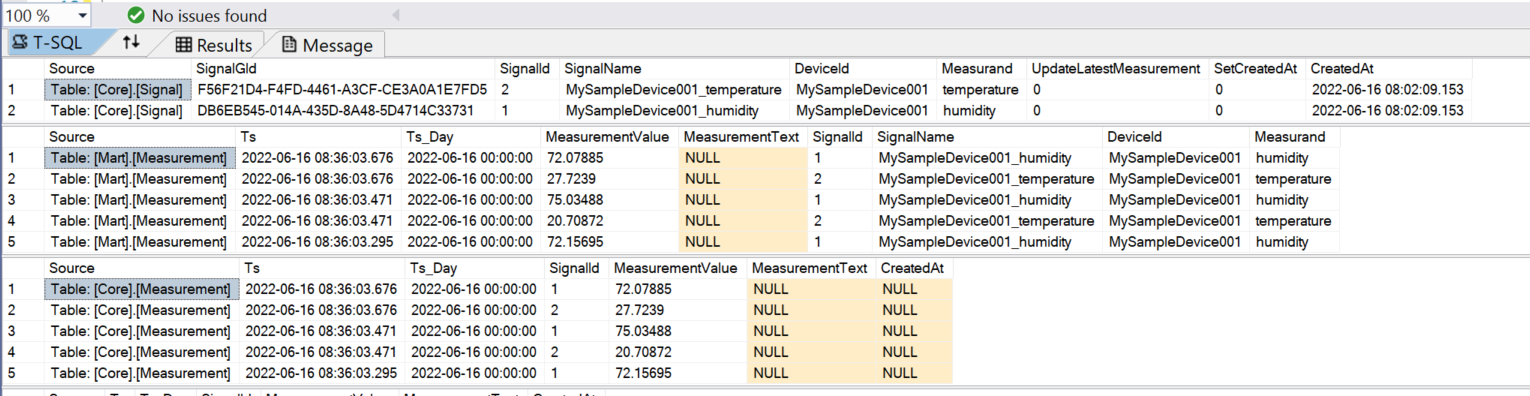 100 % No issues found
T-SQL Results Message
Source SignalGId SignalId SignalName DeviceId Measurand UpdateLatestMeasurement SetCreatedAt CreatedAt
1 Table: [Core].[Signal] F56F21D4-F4FD-4461-A3CF-CE3A0A1E7FD5 2 MySampleDevice001_temperature MySampleDevice001 temperature 0 0 2022-06-16 08:02:09.153
2 Table: [Core].[Signal] DB6EB545-014A-435D-8A48-5D4714C33731 1 MySampleDevice001_humidity MySampleDevice001 humidity 0 0 2022-06-16 08:02:09.153
Source Ts Ts_Day MeasurementValue MeasurementText SignalId SignalName DeviceId Measurand
1 Table: [Mart].[Measurement] 2022-06-16 08:36:03.676 2022-06-16 00:00:00 72.07885 NULL 1 MySampleDevice001_humidity MySampleDevice001 humidity
2 Table: [Mart].[Measurement] 2022-06-16 08:36:03.676 2022-06-16 00:00:00 27.7239 NULL 2 MySampleDevice001_temperature MySampleDevice001 temperature
3 Table: [Mart].[Measurement] 2022-06-16 08:36:03.471 2022-06-16 00:00:00 75.03488 NULL 1 MySampleDevice001_humidity MySampleDevice001 humidity
4 Table: [Mart].[Measurement] 2022-06-16 08:36:03.471 2022-06-16 00:00:00 20.70872 NULL 2 MySampleDevice001_temperature MySampleDevice001 temperature
5 Table: [Mart].[Measurement] 2022-06-16 08:36:03.295 2022-06-16 00:00:00 72.15695 NULL 1 MySampleDevice001_humidity MySampleDevice001 humidity
Source Ts Ts_Day SignalId MeasurementValue MeasurementText CreatedAt
1 Table: [Core].[Measurement] 2022-06-16 08:36:03.676 2022-06-16 00:00:00 1 72.07885 NULL NULL
2 Table: [Core].[Measurement] 2022-06-16 08:36:03.676 2022-06-16 00:00:00 2 27.7239 NULL NULL
3 Table: [Core].[Measurement] 2022-06-16 08:36:03.471 2022-06-16 00:00:00 1 75.03488 NULL NULL
4 Table: [Core].[Measurement] 2022-06-16 08:36:03.471 2022-06-16 00:00:00 2 20.70872 NULL NULL
5 Table: [Core].[Measurement] 2022-06-16 08:36:03.295 2022-06-16 00:00:00 1 72.15695 NULL NULL